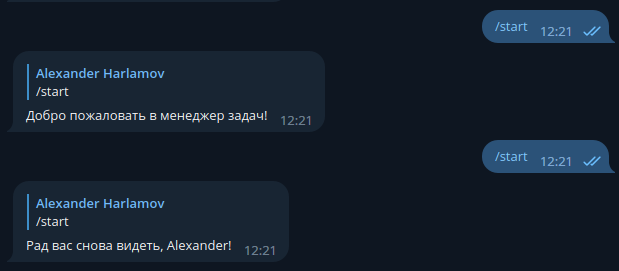 /start 12:21
Alexander Harlamov
/start
Добро пожаловать в менеджер задач! 12:21
/start 12:21
Alexander Harlamov
/start
Рад вас снова видеть, Alexander! 12:21